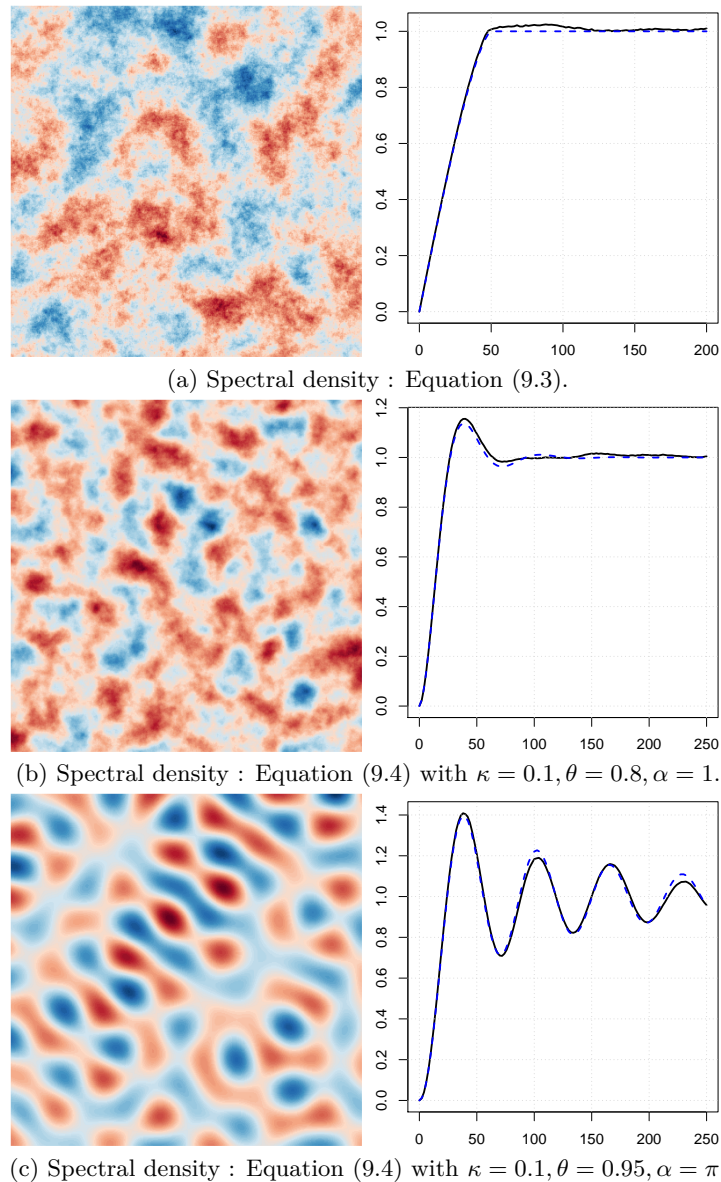 0.0 0.2 0.4 0.6 0.8 1.0
0 50 100 150 200
(a) Spectral density : Equation (9.3).
0.0 0.2 0.4 0.6 0.8 1.0 1.2
0 50 100 150 200 250
(b) Spectral density : Equation (9.4) with κ = 0.1, θ = 0.8, α = 1.
0.0 0.2 0.4 0.6 0.8 1.0 1.2 1.4
0 50 100 150 200 250
(c) Spectral density : Equation (9.4) with κ = 0.1, θ = 0.95, α = π